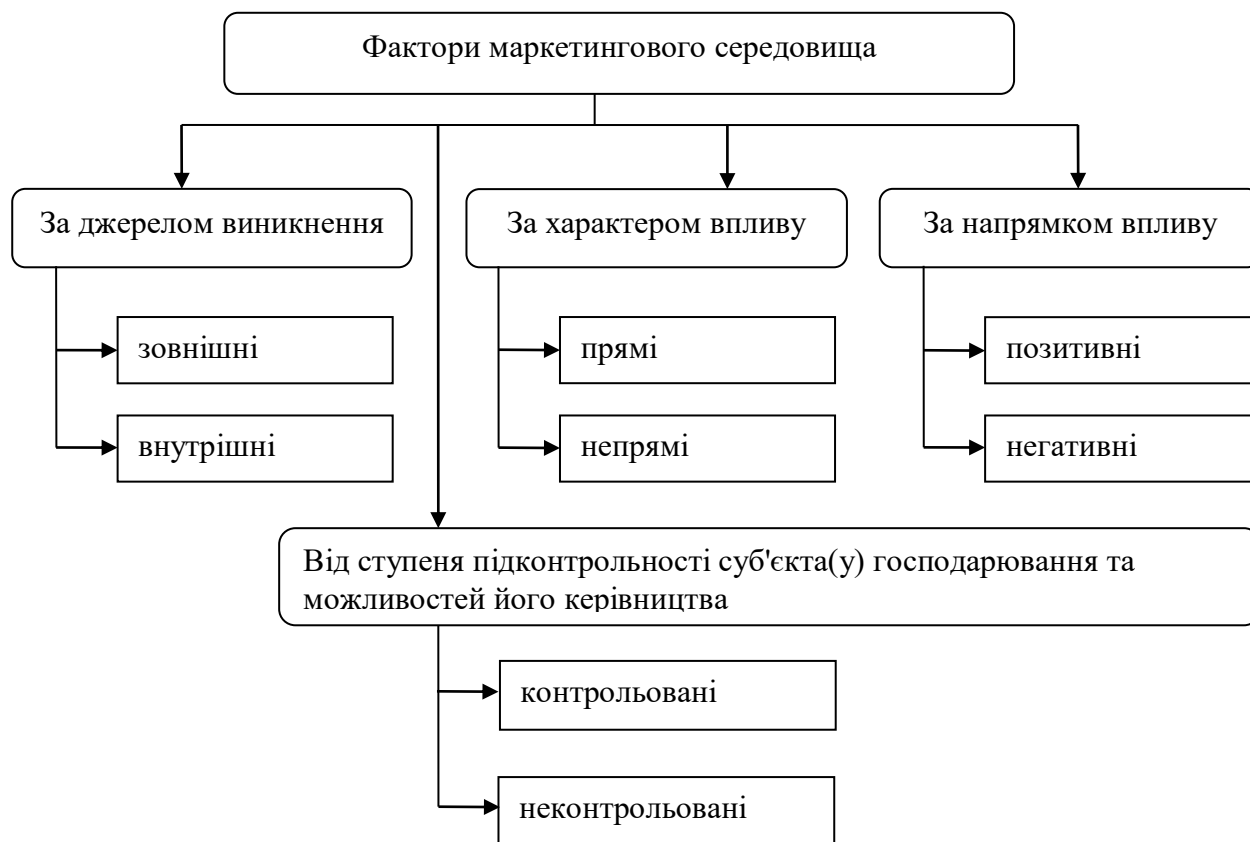 Фактори маркетингового середовища
За джерелом виникнення
За характером впливу
За напрямком впливу
зовнішні
прямі
позитивні
внутрішні
непрямі
негативні
Від ступеня підконтрольності суб'єкта(у) господарювання та
можливостей його керівництва
контрольовані
неконтрольовані